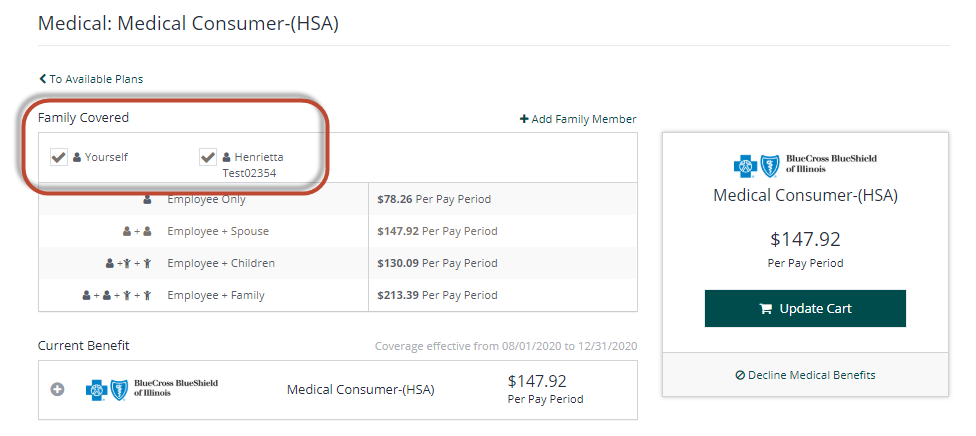 Medical: Medical Consumer-(HSA)
To Available Plans
Family Covered
Add Family Member
Yourself
Henrietta
Test02354
Employee Only $78.26 Per Pay Period
Employee + Spouse $147.92 Per Pay Period
Employee + Children $130.09 Per Pay Period
Employee + Family $213.39 Per Pay Period
Current Benefit
Coverage effective from 08/01/2020 to 12/31/2020
BlueCross BlueShield
of Illinois
Medical Consumer-(HSA)
$147.92
Per Pay Period
BlueCross BlueShield
of Illinois
Medical Consumer-(HSA)
$147.92
Per Pay Period
Update Cart
Decline Medical Benefits